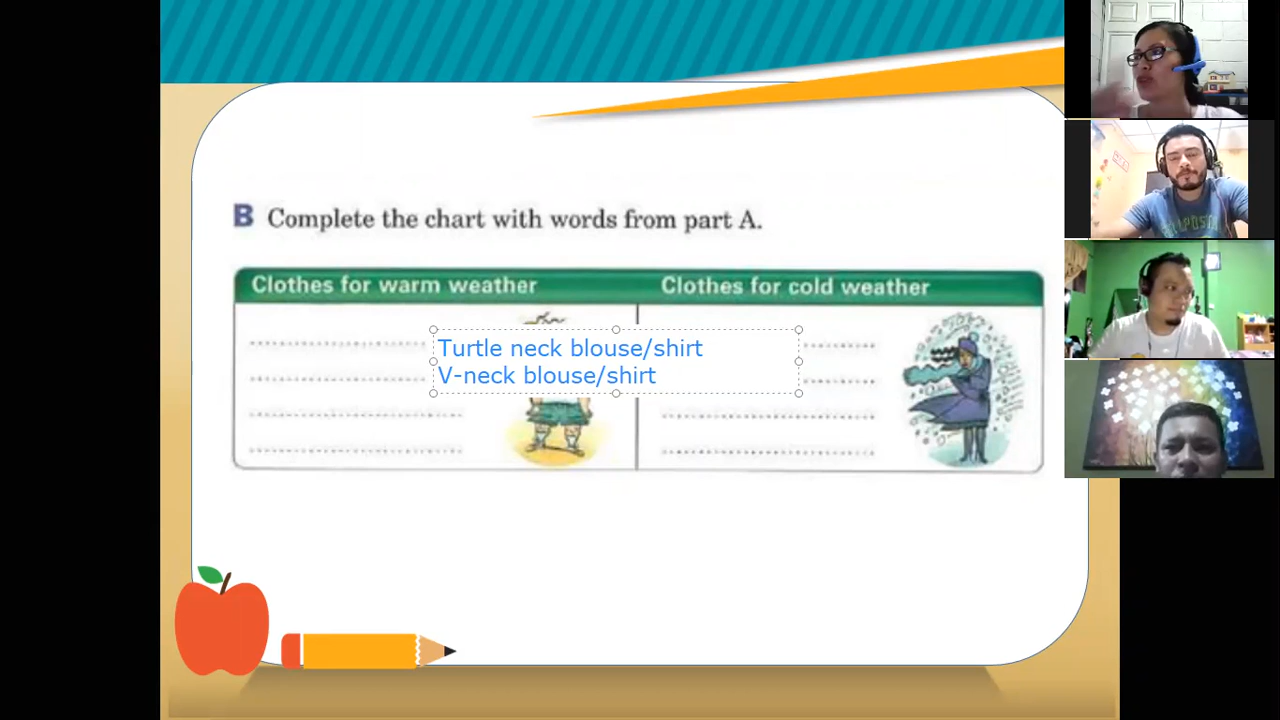 B Complete the chart with words from part A.
Clothes for warm weather
Clothes for cold weather
Turtle neck blouse/shirt
V-neck blouse/shirt